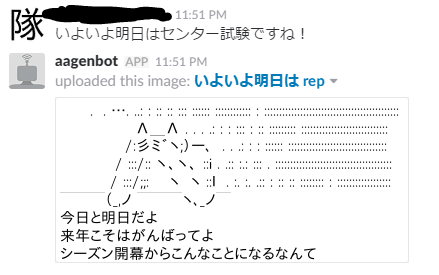 隊 11:51 PM
いよいよ明日はセンター試験ですね！
aagenbot APP 11:51 PM
uploaded this image: いよいよ明日は rep
. . .... .. : : :: :: ::: :::::: :::::::::::: : ::::::::::::::::::::::::::::::::::::::::::::
Λ＿Λ . . . .: : : ::: : :: ::::::::: :::::::::::::::::::::::::::::
/:彡ミ゛ヽ;)ー、 . . .: : : :::::: :::::::::::::::::::::::::::::::::
/ :::/:: ヽ、ヽ、 ::i . .:: :.: ::: . :::::::::::::::::::::::::::::::::::::::
/ :::/;;: ヽ ヽ ::l . :. :. .:: : :: :: :::::::: : ::::::::::::::::::
(_,ノ ヽ、_ノ
今日と明日だよ
来年こそはがんばってよ
シーズン開幕からこんなことになるなんて